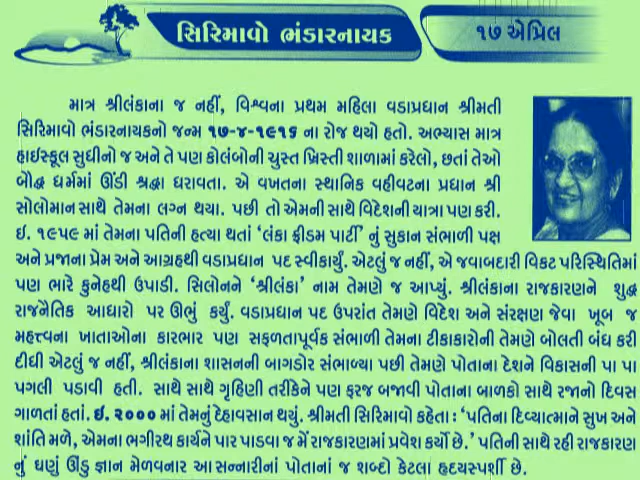 સિરિમાવો ભંડારનાયક
૧૭ એપ્રિલ
માત્ર શ્રીલંકાના જ નહીં, વિશ્વના પ્રથમ મહિલા વડાપ્રધાન શ્રીમતી
સિરિમાવો ભંડારનાયકનો જન્મ ૧૭-૪-૧૯૧૬ ના રોજ થયો હતો. અભ્યાસ માત્ર
હાઈસ્કૂલ સુધીનો જ અને તે પણ કોલંબોની ચુસ્ત ખ્રિસ્તી શાળામાં કરેલો, છતાં તેઓ
બૌદ્ધ ધર્મમાં ઊંડી શ્રદ્ધા ધરાવતા. એ વખતના સ્થાનિક વહીવટના પ્રધાન શ્રી
સોલોમાન સાથે તેમના લગ્ન થયા. પછી તો એમની સાથે વિદેશની યાત્રા પણ કરી.
ઇ. ૧૯૫૯ માં તેમના પતિની હત્યા થતાં ‘લંકા ફ્રીડમ પાર્ટી’ નું સુકાન સંભાળી પક્ષ
અને પ્રજાના પ્રેમ અને આગ્રહથી વડાપ્રધાન પદ સ્વીકાર્યું. એટલું જ નહીં, એ જવાબદારી વિકટ પરિસ્થિતિમાં
પણ ભારે કુનેહથી ઉપાડી. સિલોનને ‘શ્રીલંકા’ નામ તેમણે જ આપ્યું. શ્રીલંકાના રાજકારણને શુદ્ધ
રાજનૈતિક આધારો પર ઊભું કર્યું. વડાપ્રધાન પદ ઉપરાંત તેમણે વિદેશ અને સંરક્ષણ જેવા ખૂબ જ
મહત્ત્વના ખાતાઓના કારભાર પણ સફળતાપૂર્વક સંભાળી તેમના ટીકાકારોની તેમણે બોલતી બંધ કરી
દીધી એટલું જ નહીં, શ્રીલંકાના શાસનની બાગડોર સંભાળ્યા પછી તેમણે પોતાના દેશને વિકાસની પા પા
પગલી પડાવી હતી. સાથે સાથે ગૃહિણી તરીકેને પણ ફરજ બજાવી પોતાના બાળકો સાથે રજાનો દિવસ
ગાળતાં હતાં. ઇ. ૨૦૦૦ માં તેમનું દેહાવસાન થયું. શ્રીમતી સિરિમાવો કહેતા : ‘પતિના દિવ્યાત્માને સુખ અને
શાંતિ મળે, એમના ભગીરથ કાર્યને પાર પાડવા જ મેં રાજકારણમાં પ્રવેશ કર્યો છે.’ પતિની સાથે રહી રાજકારણ
નું ઘણું ઊંડુ જ્ઞાન મેળવનાર આ સન્નારીનાં પોતાનાં જ શબ્દો કેટલા હૃદયસ્પર્શી છે.